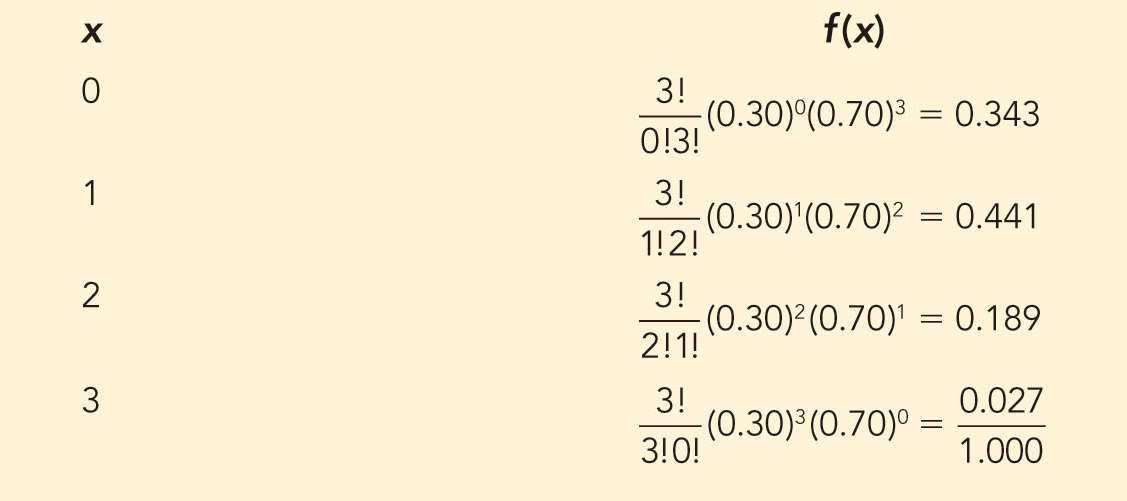 x f(x)
0 3!/0!3! (0.30)⁰(0.70)³ = 0.343
1 3!/1!2! (0.30)¹(0.70)² = 0.441
2 3!/2!1! (0.30)²(0.70)¹ = 0.189
3 3!/3!0! (0.30)³(0.70)⁰ = 0.027/1.000